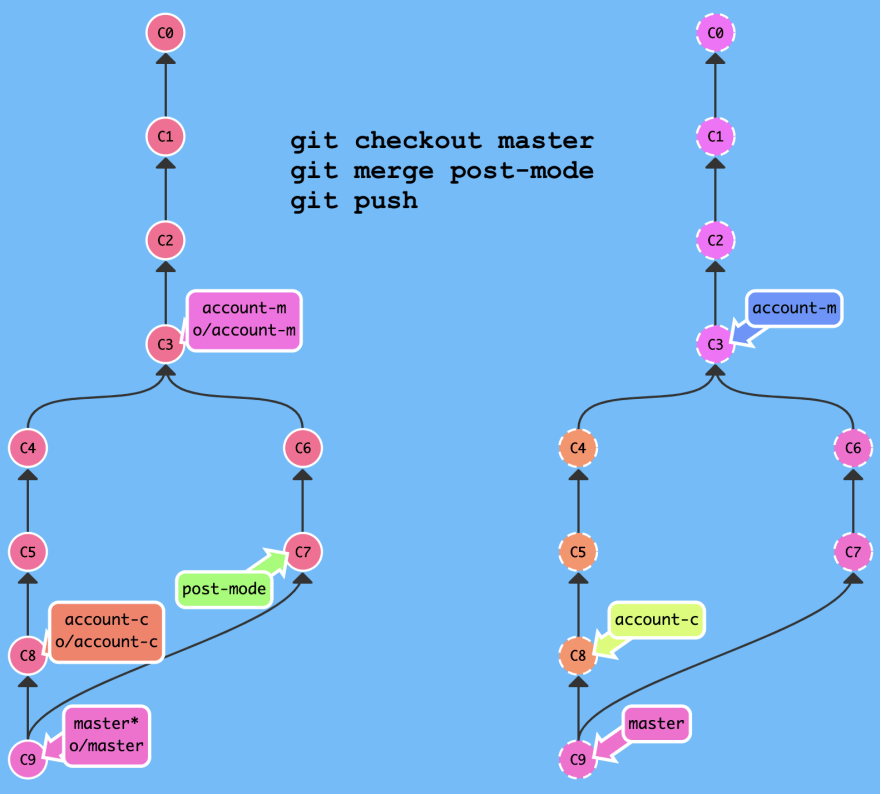 C0
C0
git checkout master
git merge post-mode
git push
C1
C1
C2
C2
account-m
o/account-m
account-m
C3
C3
C4
C6
C4
C6
C5
C7
C5
C7
post-mode
account-c
o/account-c
account-c
C8
C8
master*
o/master
master
C9
C9